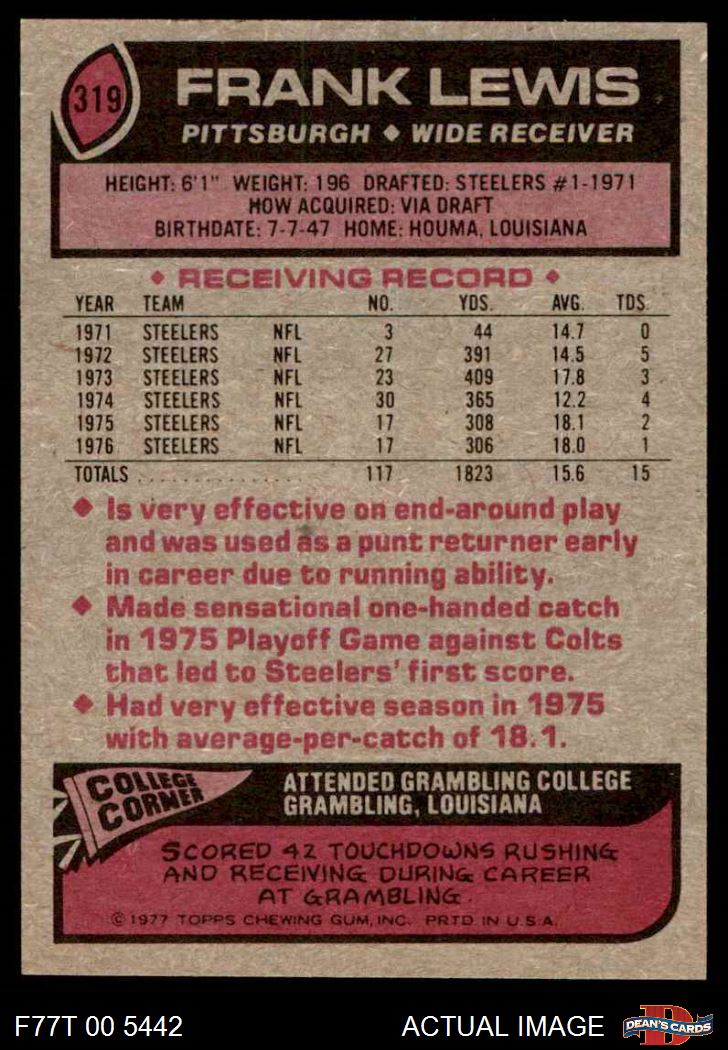 319
FRANK LEWIS
PITTSBURGH ♦ WIDE RECEIVER
HEIGHT: 6'1" WEIGHT: 196 DRAFTED: STEELERS #1-1971
HOW ACQUIRED: VIA DRAFT
BIRTHDATE: 7-7-47 HOME: HOUMA, LOUISIANA
♦ RECEIVING RECORD ♦
YEAR TEAM NO. YDS. AVG. TDS.
1971 STEELERS NFL 3 44 14.7 0
1972 STEELERS NFL 27 391 14.5 5
1973 STEELERS NFL 23 409 17.8 3
1974 STEELERS NFL 30 365 12.2 4
1975 STEELERS NFL 17 308 18.1 2
1976 STEELERS NFL 17 306 18.0 1
TOTALS . . . . . . . . . . . . . . . 117 1823 15.6 15
♦ Is very effective on end-around play
and was used as a punt returner early
in career due to running ability.
♦ Made sensational one-handed catch
in 1975 Playoff Game against Colts
that led to Steelers' first score.
♦ Had very effective season in 1975
with average-per-catch of 18.1.
COLLEGE
CORNER
ATTENDED GRAMBLING COLLEGE
GRAMBLING, LOUISIANA
SCORED 42 TOUCHDOWNS RUSHING
AND RECEIVING DURING CAREER
AT GRAMBLING.
© 1977 TOPPS CHEWING GUM, INC. PRTD IN U.S.A.
F77T 00 5442 ACTUAL IMAGE
D
DEAN'S CARDS